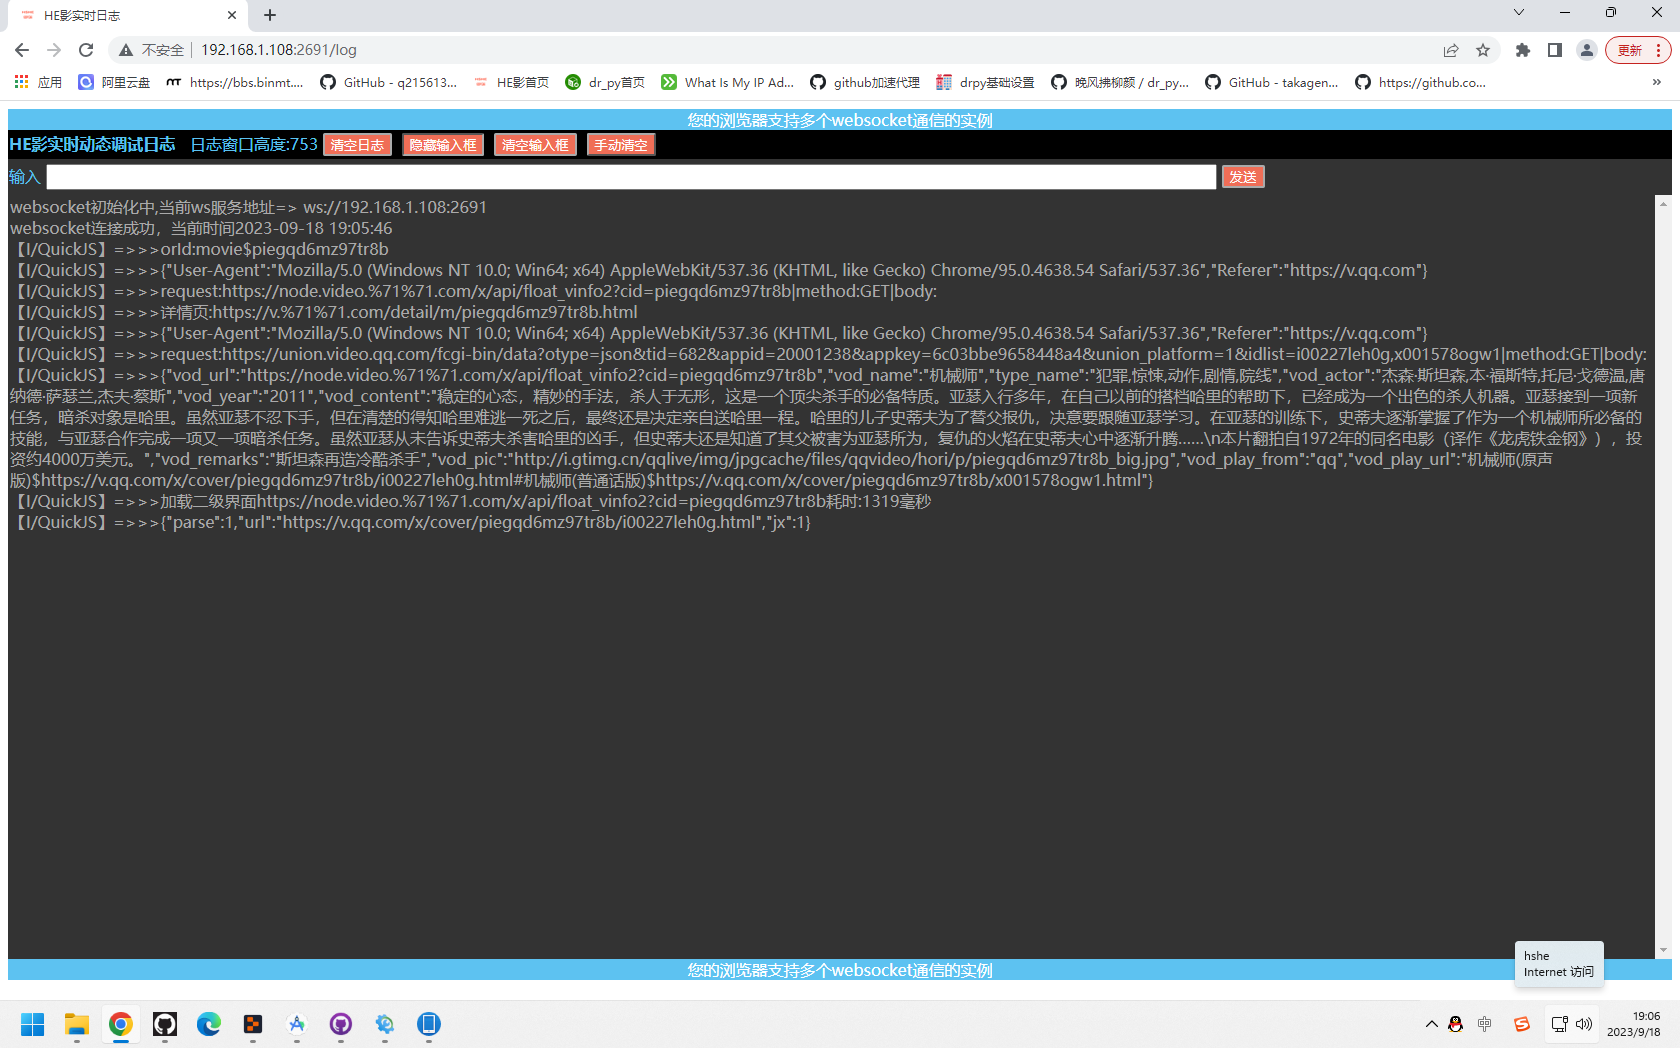 HE影实时日志
不安全 192.168.1.108:2691/log 更新
应用 阿里云盘 https://bbs.binmt.... GitHub - q215613... HE影首页 dr_py首页 What Is My IP Ad... github加速代理 drpy基础设置 晚风拂柳颜 / dr_py... GitHub - takagen... https://github.co... »
您的浏览器支持多个websocket通信的实例
HE影实时动态调试日志 日志窗口高度:753 清空日志 隐藏输入框 清空输入框 手动清空
输入 发送
websocket初始化中,当前ws服务地址=> ws://192.168.1.108:2691
websocket连接成功，当前时间2023-09-18 19:05:46
【I/QuickJS】=>>>orId:movie$piegqd6mz97tr8b
【I/QuickJS】=>>>{"User-Agent":"Mozilla/5.0 (Windows NT 10.0; Win64; x64) AppleWebKit/537.36 (KHTML, like Gecko) Chrome/95.0.4638.54 Safari/537.36","Referer":"https://v.qq.com"}
【I/QuickJS】=>>>request:https://node.video.%71%71.com/x/api/float_vinfo2?cid=piegqd6mz97tr8b|method:GET|body:
【I/QuickJS】=>>>详情页:https://v.%71%71.com/detail/m/piegqd6mz97tr8b.html
【I/QuickJS】=>>>{"User-Agent":"Mozilla/5.0 (Windows NT 10.0; Win64; x64) AppleWebKit/537.36 (KHTML, like Gecko) Chrome/95.0.4638.54 Safari/537.36","Referer":"https://v.qq.com"}
【I/QuickJS】=>>>request:https://union.video.qq.com/fcgi-bin/data?otype=json&tid=682&appid=20001238&appkey=6c03bbe9658448a4&union_platform=1&idlist=i00227leh0g,x001578ogw1|method:GET|body:
【I/QuickJS】=>>>{"vod_url":"https://node.video.%71%71.com/x/api/float_vinfo2?cid=piegqd6mz97tr8b","vod_name":"机械师","type_name":"犯罪,惊悚,动作,剧情,院线","vod_actor":"杰森·斯坦森,本·福斯特,托尼·戈德温,唐
纳德·萨瑟兰,杰夫·蔡斯","vod_year":"2011","vod_content":"稳定的心态，精妙的手法，杀人于无形，这是一个顶尖杀手的必备特质。亚瑟入行多年，在自己以前的搭档哈里的帮助下，已经成为一个出色的杀人机器。亚瑟接到一项新
任务，暗杀对象是哈里。虽然亚瑟不忍下手，但在清楚的得知哈里难逃一死之后，最终还是决定亲自送哈里一程。哈里的儿子史蒂夫为了替父报仇，决意要跟随亚瑟学习。在亚瑟的训练下，史蒂夫逐渐掌握了作为一个机械师所必备的
技能，与亚瑟合作完成一项又一项暗杀任务。虽然亚瑟从未告诉史蒂夫杀害哈里的凶手，但史蒂夫还是知道了其父被害为亚瑟所为，复仇的火焰在史蒂夫心中逐渐升腾……\n本片翻拍自1972年的同名电影（译作《龙虎铁金钢》），投
资约4000万美元。","vod_remarks":"斯坦森再造冷酷杀手","vod_pic":"http://i.gtimg.cn/qqlive/img/jpgcache/files/qqvideo/hori/p/piegqd6mz97tr8b_big.jpg","vod_play_from":"qq","vod_play_url":"机械师(原声
版)$https://v.qq.com/x/cover/piegqd6mz97tr8b/i00227leh0g.html#机械师(普通话版)$https://v.qq.com/x/cover/piegqd6mz97tr8b/x001578ogw1.html"}
【I/QuickJS】=>>>加载二级界面https://node.video.%71%71.com/x/api/float_vinfo2?cid=piegqd6mz97tr8b耗时:1319毫秒
【I/QuickJS】=>>>{"parse":1,"url":"https://v.qq.com/x/cover/piegqd6mz97tr8b/i00227leh0g.html","jx":1}
您的浏览器支持多个websocket通信的实例
hshe
Internet 访问
中
19:06
2023/9/18